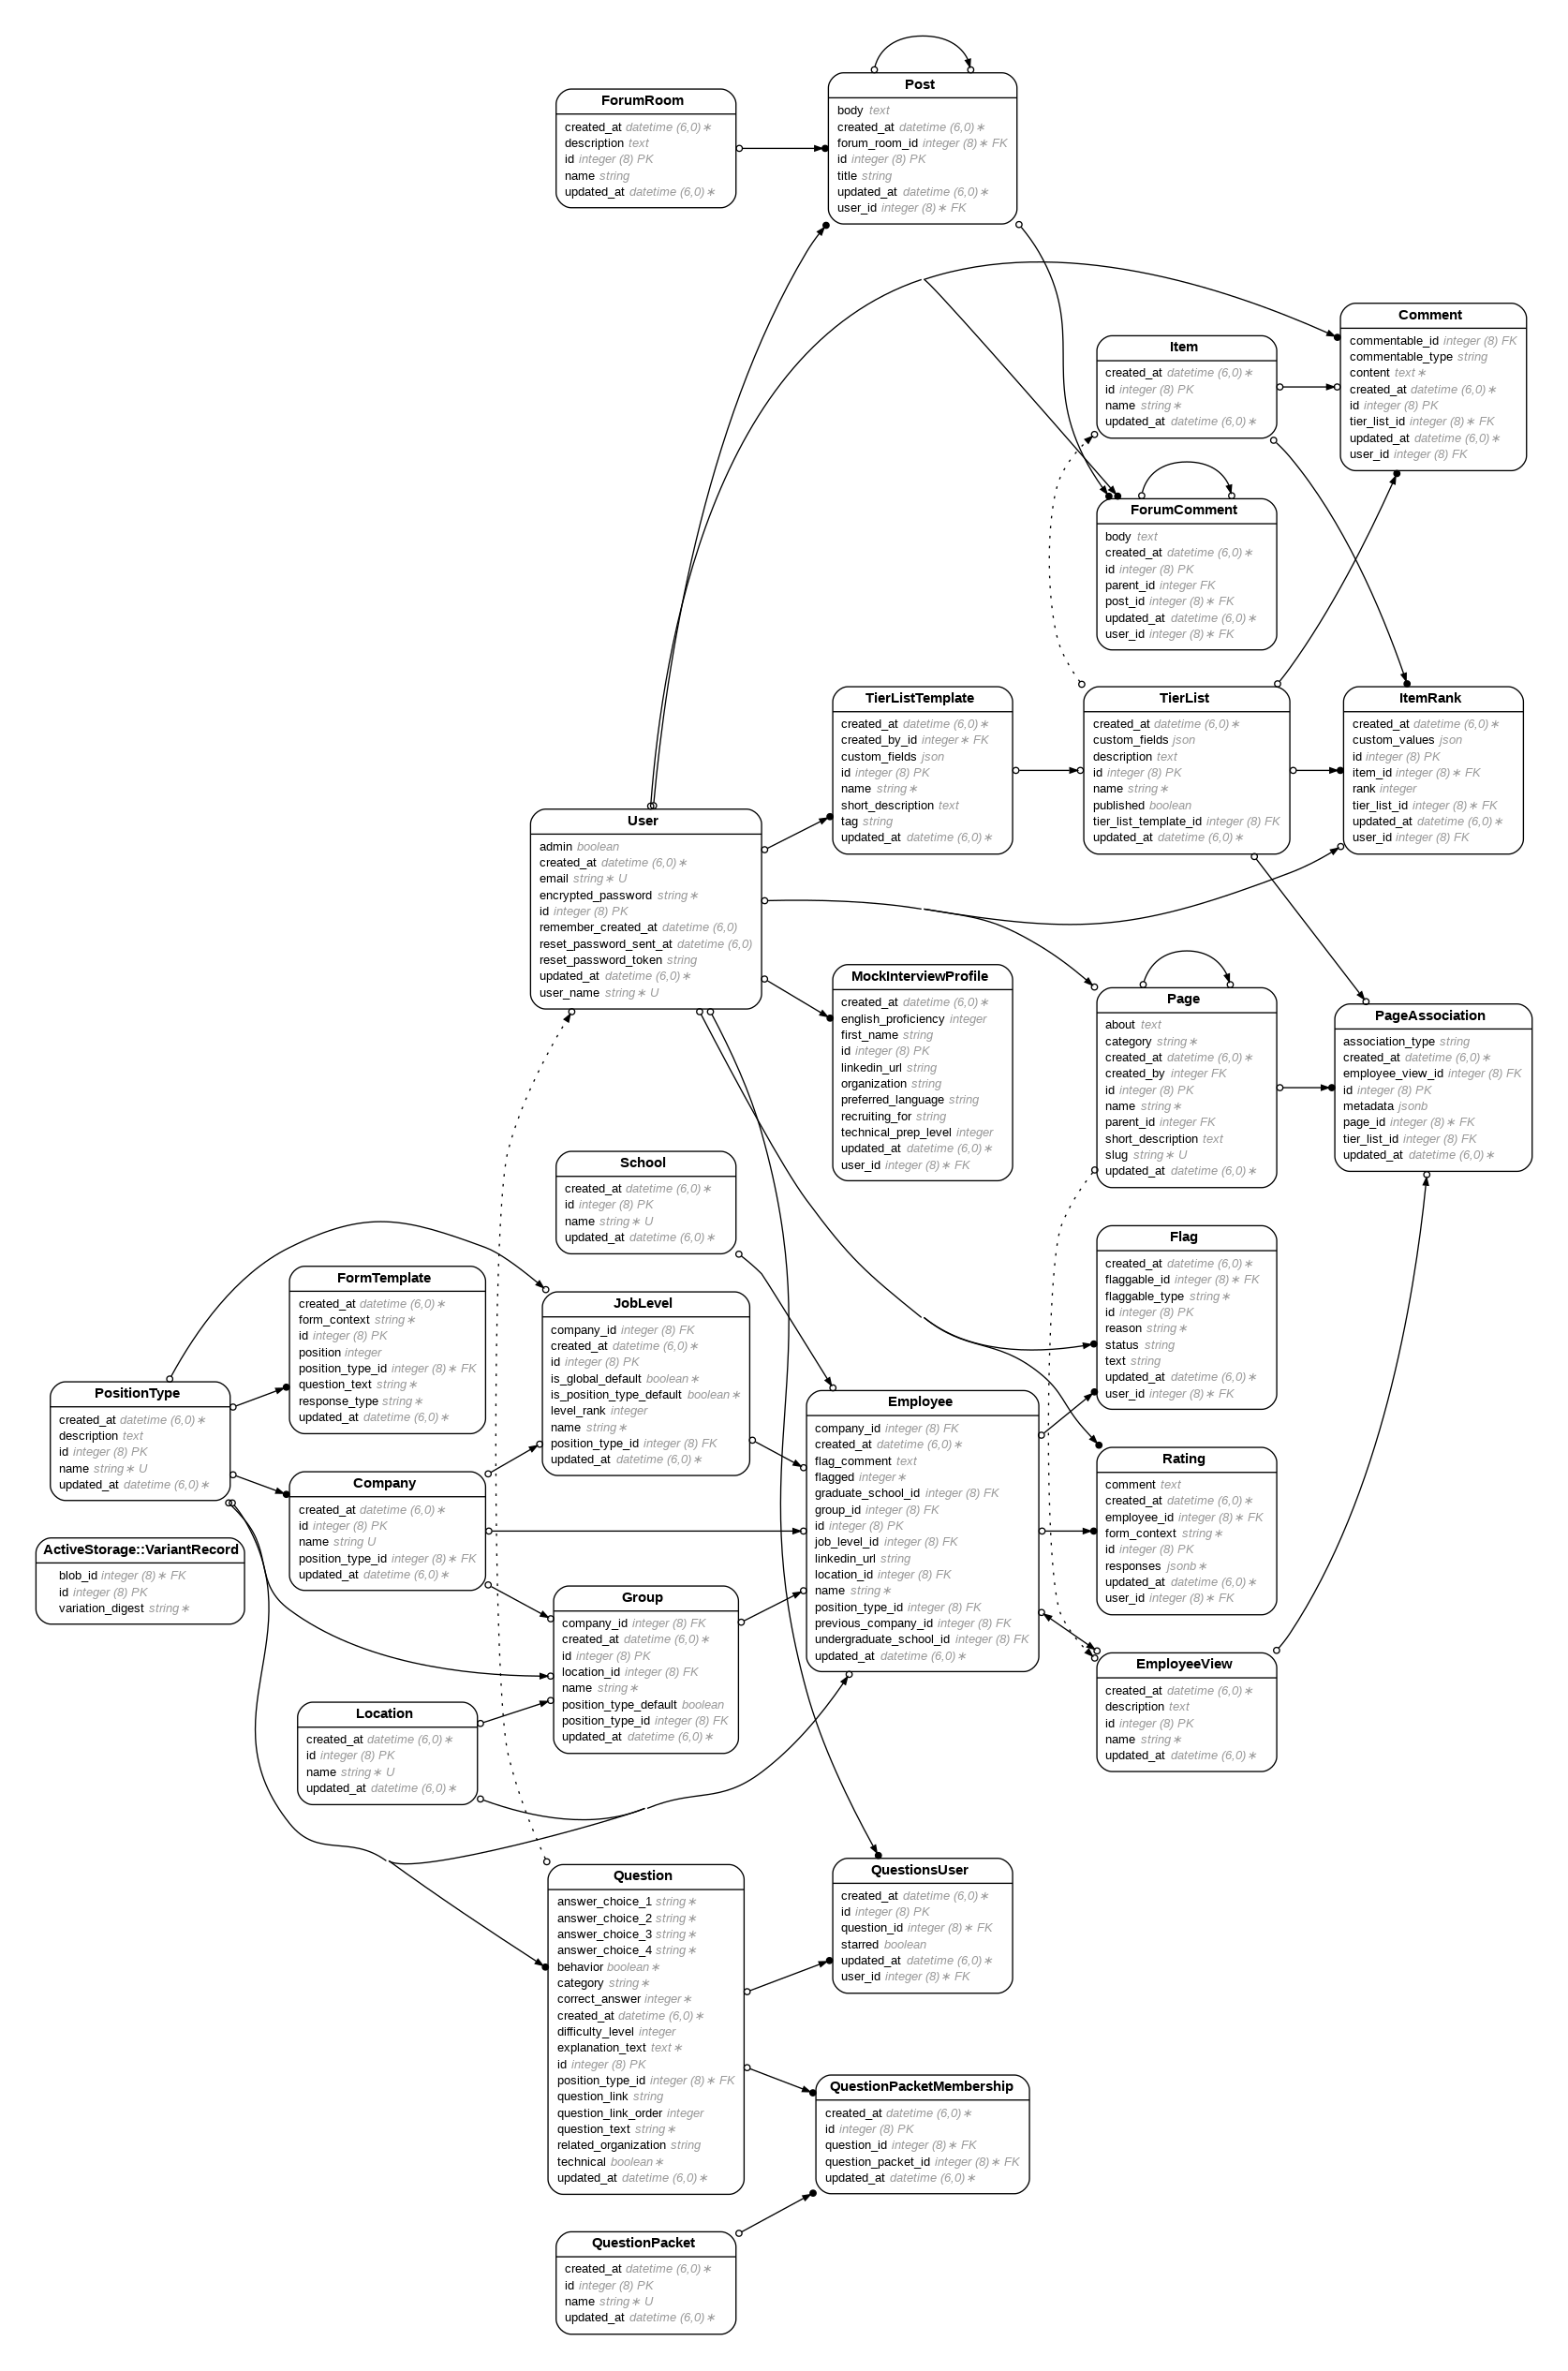 Post
body text
created_at datetime (6,0)∗
forum_room_id integer (8)∗ FK
id integer (8) PK
title string
updated_at datetime (6,0)∗
user_id integer (8)∗ FK
ForumRoom
created_at datetime (6,0)∗
description text
id integer (8) PK
name string
updated_at datetime (6,0)∗
Comment
commentable_id integer (8) FK
commentable_type string
content text∗
created_at datetime (6,0)∗
id integer (8) PK
tier_list_id integer (8)∗ FK
updated_at datetime (6,0)∗
user_id integer (8) FK
Item
created_at datetime (6,0)∗
id integer (8) PK
name string∗
updated_at datetime (6,0)∗
ForumComment
body text
created_at datetime (6,0)∗
id integer (8) PK
parent_id integer FK
post_id integer (8)∗ FK
updated_at datetime (6,0)∗
user_id integer (8)∗ FK
TierListTemplate
created_at datetime (6,0)∗
created_by_id integer∗ FK
custom_fields json
id integer (8) PK
name string∗
short_description text
tag string
updated_at datetime (6,0)∗
TierList
created_at datetime (6,0)∗
custom_fields json
description text
id integer (8) PK
name string∗
published boolean
tier_list_template_id integer (8) FK
updated_at datetime (6,0)∗
ItemRank
created_at datetime (6,0)∗
custom_values json
id integer (8) PK
item_id integer (8)∗ FK
rank integer
tier_list_id integer (8)∗ FK
updated_at datetime (6,0)∗
user_id integer (8) FK
User
admin boolean
created_at datetime (6,0)∗
email string∗ U
encrypted_password string∗
id integer (8) PK
remember_created_at datetime (6,0)
reset_password_sent_at datetime (6,0)
reset_password_token string
updated_at datetime (6,0)∗
user_name string∗ U
MockInterviewProfile
created_at datetime (6,0)∗
english_proficiency integer
first_name string
id integer (8) PK
linkedin_url string
organization string
preferred_language string
recruiting_for string
technical_prep_level integer
updated_at datetime (6,0)∗
user_id integer (8)∗ FK
Page
about text
category string∗
created_at datetime (6,0)∗
created_by integer FK
id integer (8) PK
name string∗
parent_id integer FK
short_description text
slug string∗ U
updated_at datetime (6,0)∗
PageAssociation
association_type string
created_at datetime (6,0)∗
employee_view_id integer (8) FK
id integer (8) PK
metadata jsonb
page_id integer (8)∗ FK
tier_list_id integer (8) FK
updated_at datetime (6,0)∗
School
created_at datetime (6,0)∗
id integer (8) PK
name string∗ U
updated_at datetime (6,0)∗
Flag
created_at datetime (6,0)∗
flaggable_id integer (8)∗ FK
flaggable_type string∗
id integer (8) PK
reason string∗
status string
text string
updated_at datetime (6,0)∗
user_id integer (8)∗ FK
FormTemplate
created_at datetime (6,0)∗
form_context string∗
id integer (8) PK
position integer
position_type_id integer (8)∗ FK
question_text string∗
response_type string∗
updated_at datetime (6,0)∗
JobLevel
company_id integer (8) FK
created_at datetime (6,0)∗
id integer (8) PK
is_global_default boolean∗
is_position_type_default boolean∗
level_rank integer
name string∗
position_type_id integer (8) FK
updated_at datetime (6,0)∗
PositionType
created_at datetime (6,0)∗
description text
id integer (8) PK
name string∗ U
updated_at datetime (6,0)∗
Employee
company_id integer (8) FK
created_at datetime (6,0)∗
flag_comment text
flagged integer∗
graduate_school_id integer (8) FK
group_id integer (8) FK
id integer (8) PK
job_level_id integer (8) FK
linkedin_url string
location_id integer (8) FK
name string∗
position_type_id integer (8) FK
previous_company_id integer (8) FK
undergraduate_school_id integer (8) FK
updated_at datetime (6,0)∗
Rating
comment text
created_at datetime (6,0)∗
employee_id integer (8)∗ FK
form_context string∗
id integer (8) PK
responses jsonb∗
updated_at datetime (6,0)∗
user_id integer (8)∗ FK
Company
created_at datetime (6,0)∗
id integer (8) PK
name string U
position_type_id integer (8)∗ FK
updated_at datetime (6,0)∗
ActiveStorage::VariantRecord
blob_id integer (8)∗ FK
id integer (8) PK
variation_digest string∗
Group
company_id integer (8) FK
created_at datetime (6,0)∗
id integer (8) PK
location_id integer (8) FK
name string∗
position_type_default boolean
position_type_id integer (8) FK
updated_at datetime (6,0)∗
EmployeeView
created_at datetime (6,0)∗
description text
id integer (8) PK
name string∗
updated_at datetime (6,0)∗
Location
created_at datetime (6,0)∗
id integer (8) PK
name string∗ U
updated_at datetime (6,0)∗
Question
answer_choice_1 string∗
answer_choice_2 string∗
answer_choice_3 string∗
answer_choice_4 string∗
behavior boolean∗
category string∗
correct_answer integer∗
created_at datetime (6,0)∗
difficulty_level integer
explanation_text text∗
id integer (8) PK
position_type_id integer (8)∗ FK
question_link string
question_link_order integer
question_text string∗
related_organization string
technical boolean∗
updated_at datetime (6,0)∗
QuestionsUser
created_at datetime (6,0)∗
id integer (8) PK
question_id integer (8)∗ FK
starred boolean
updated_at datetime (6,0)∗
user_id integer (8)∗ FK
QuestionPacketMembership
created_at datetime (6,0)∗
id integer (8) PK
question_id integer (8)∗ FK
question_packet_id integer (8)∗ FK
updated_at datetime (6,0)∗
QuestionPacket
created_at datetime (6,0)∗
id integer (8) PK
name string∗ U
updated_at datetime (6,0)∗